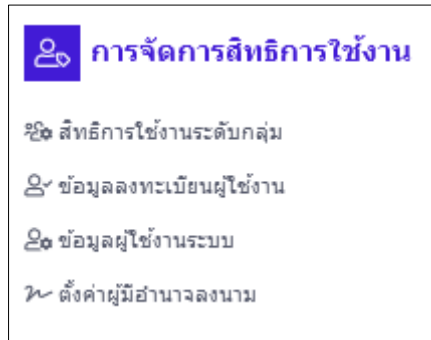 การจัดการสิทธิการใช้งาน
สิทธิการใช้งานระดับกลุ่ม
ข้อมูลลงทะเบียนผู้ใช้งาน
ข้อมูลผู้ใช้งานระบบ
ตั้งค่าผู้มีอำนาจลงนาม